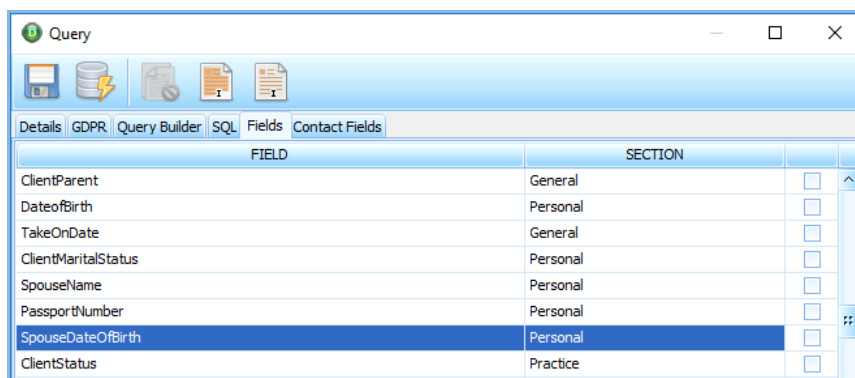 Query
Details GDPR Query Builder SQL Fields Contact Fields
FIELD SECTION
ClientParent General
DateofBirth Personal
TakeOnDate General
ClientMaritalStatus Personal
SpouseName Personal
PassportNumber Personal
SpouseDateOfBirth Personal
ClientStatus Practice